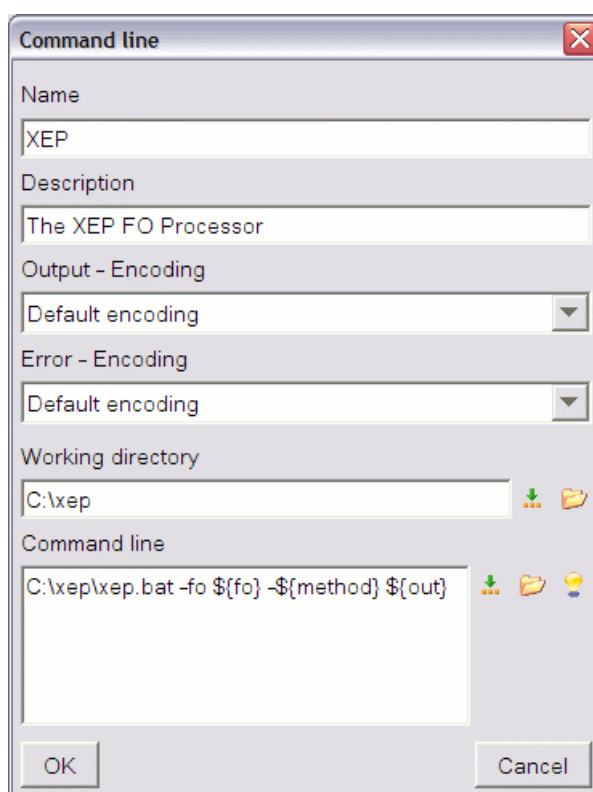 Command line
Name
XEP
Description
The XEP FO Processor
Output – Encoding
Default encoding
Error – Encoding
Default encoding
Working directory
C:\xep
Command line
C:\xep\xep.bat –fo ${fo} –${method} ${out}
OK Cancel